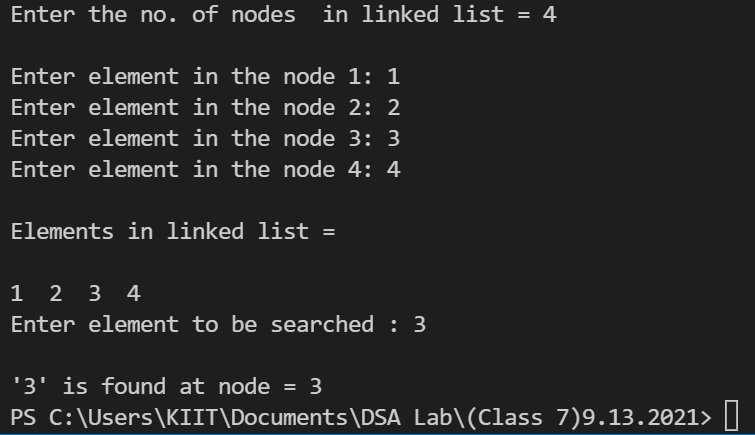 Enter the no. of nodes  in linked list = 4
Enter element in the node 1: 1
Enter element in the node 2: 2
Enter element in the node 3: 3
Enter element in the node 4: 4
Elements in linked list =
1  2  3  4
Enter element to be searched : 3
'3' is found at node = 3
PS C:\Users\KIIT\Documents\DSA Lab\(Class 7)9.13.2021>